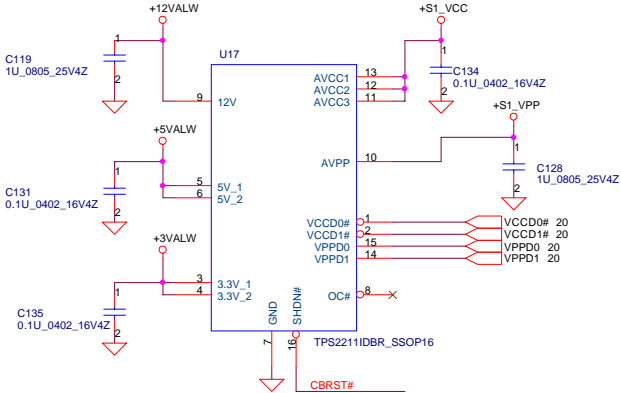 +12VALW
+S1_VCC
1
C119
1U_0805_25V4Z
2
U17
9 12V
AVCC1 13
AVCC2 12
AVCC3 11
1
C134
0.1U_0402_16V4Z
2
+S1_VPP
+5VALW
AVPP 10
1
C128
1U_0805_25V4Z
2
1
C131
0.1U_0402_16V4Z
2
5 5V_1
6 5V_2
VCCD0# 1 VCCD0# 20
VCCD1# 2 VCCD1# 20
VPPD0 15 VPPD0 20
VPPD1 14 VPPD1 20
+3VALW
3 3.3V_1
4 3.3V_2
OC# 8
1
C135
0.1U_0402_16V4Z
2
GND
SHDN#
7
16
TPS2211IDBR_SSOP16
CBRST#